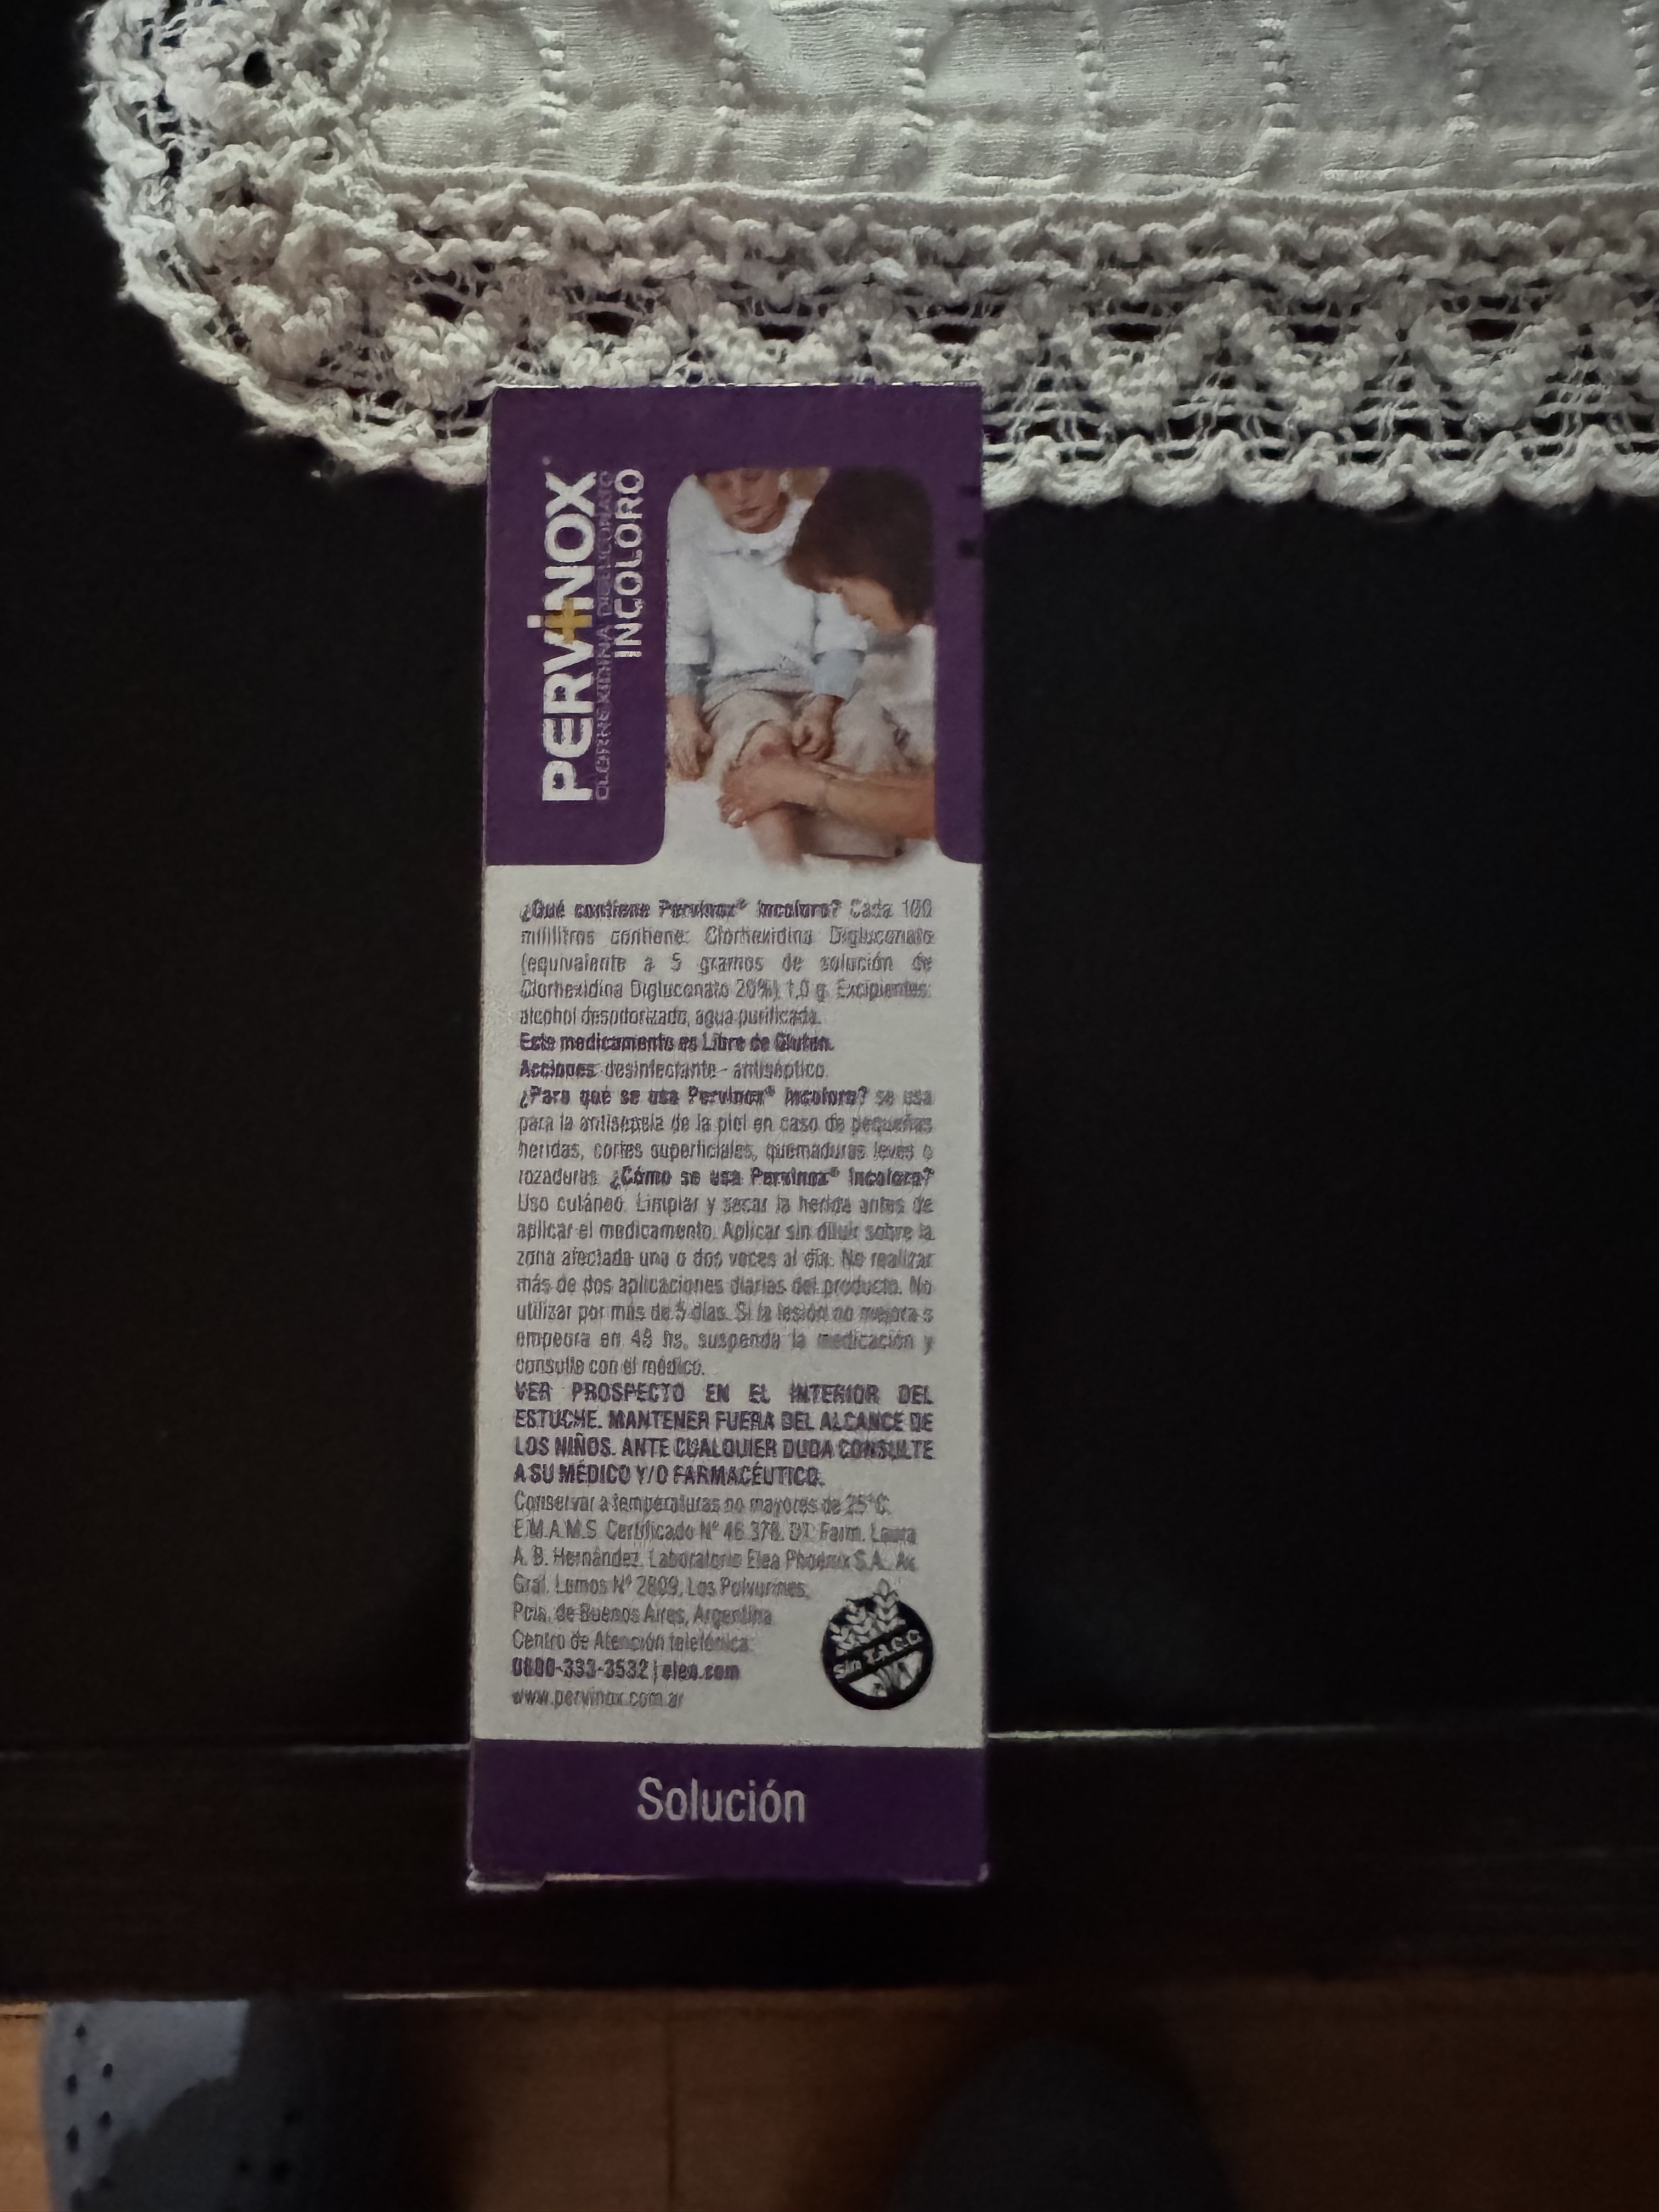 PERVINOX®
CLORHEXIDINA DIGLUCONATO
INCOLORO
¿Qué contiene Pervinox® Incoloro? Cada 100
mililitros contiene: Clorhexidina Digluconato
(equivalente a 5 gramos de solución de
Clorhexidina Digluconato 20%) 1,0 g. Excipientes:
alcohol desodorizado, agua purificada.
Este medicamento es Libre de Gluten.
Acciones: desinfectante - antiséptico.
¿Para qué se usa Pervinox® Incoloro? se usa
para la antisepsia de la piel en caso de pequeñas
heridas, cortes superficiales, quemaduras leves o
rozaduras. ¿Cómo se usa Pervinox® Incoloro?
Uso cutáneo. Limpiar y secar la herida antes de
aplicar el medicamento. Aplicar sin diluir sobre la
zona afectada una o dos veces al día. No realizar
más de dos aplicaciones diarias del producto. No
utilizar por más de 5 días. Si la lesión no mejora o
empeora en 48 hs, suspenda la medicación y
consulte con el médico.
VER PROSPECTO EN EL INTERIOR DEL
ESTUCHE. MANTENER FUERA DEL ALCANCE DE
LOS NIÑOS. ANTE CUALQUIER DUDA CONSULTE
A SU MÉDICO Y/O FARMACÉUTICO.
Conservar a temperaturas no mayores de 25°C.
E.M.A.M.S. Certificado N° 46.378. DT: Farm. Laura
A. B. Hernández. Laboratorio Elea Phoenix S.A., Av.
Gral. Lemos N° 2809, Los Polvorines,
Pcia. de Buenos Aires, Argentina
Centro de Atención telefónica:
0800-333-3532 | elea.com
www.pervinox.com.ar
Sin T.A.C.C.
Solución